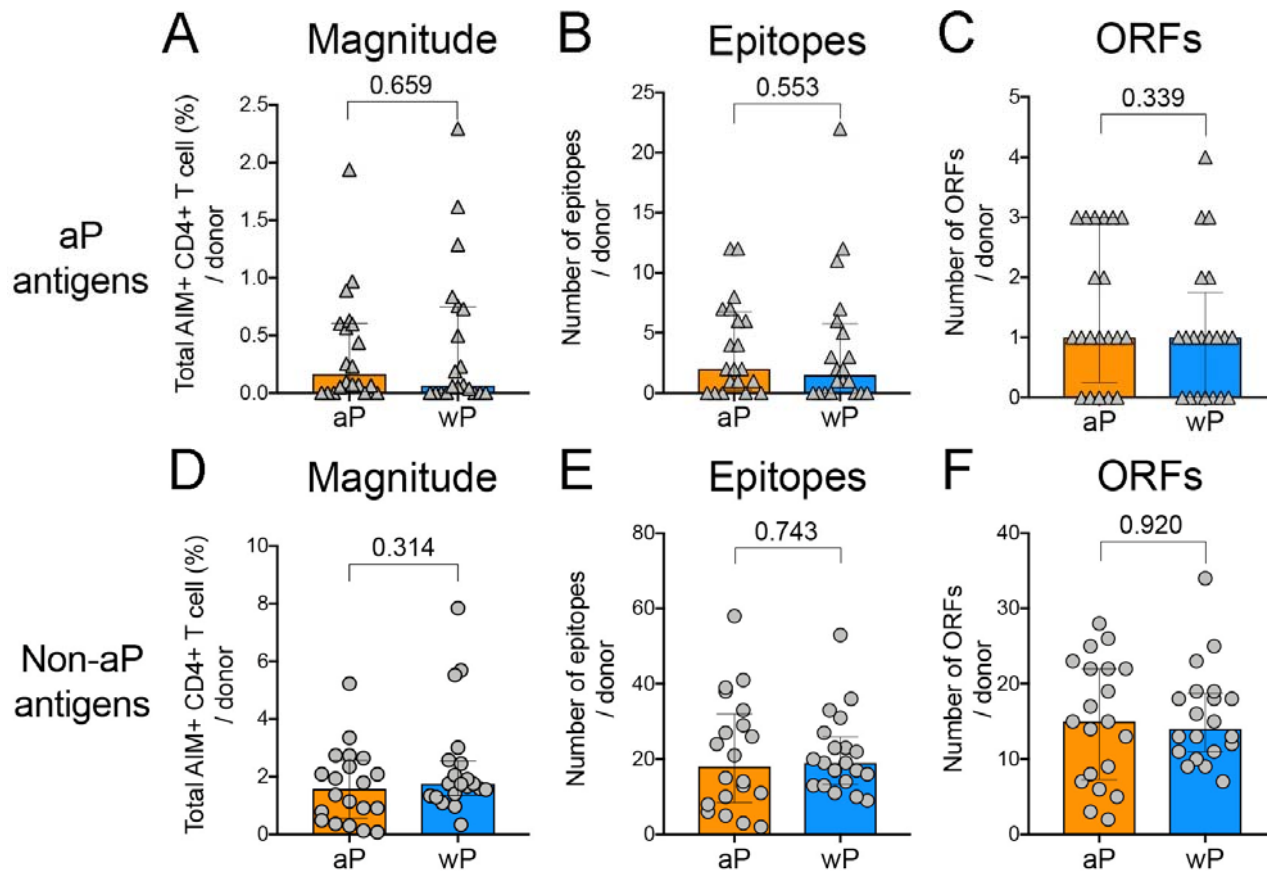 A Magnitude
0.659
Total AIM+ CD4+ T cell (%)
/ donor
2.5
2.0
1.5
1.0
0.5
0.0
aP wP
B Epitopes
0.553
Number of epitopes
/ donor
25
20
15
10
5
0
aP wP
C ORFs
0.339
Number of ORFs
/ donor
5
4
3
2
1
0
aP wP
aP
antigens
D Magnitude
0.314
Total AIM+ CD4+ T cell (%)
/ donor
10
8
6
4
2
0
aP wP
E Epitopes
0.743
Number of epitopes
/ donor
80
60
40
20
0
aP wP
F ORFs
0.920
Number of ORFs
/ donor
40
30
20
10
0
aP wP
Non-aP
antigens